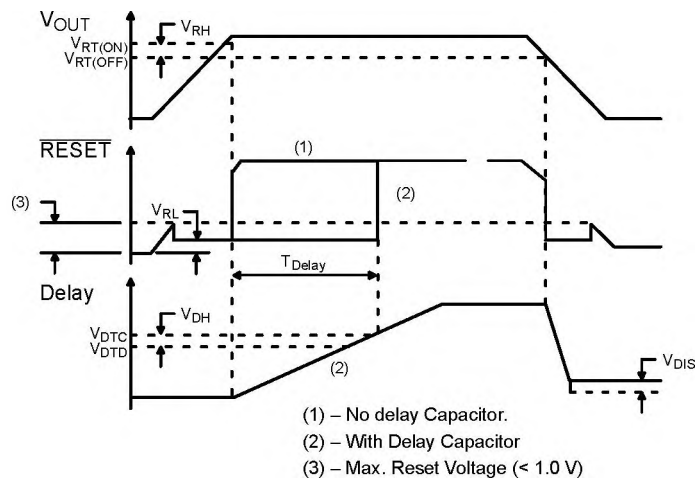 VOUT
VRH
VRT(ON)
VRT(OFF)
RESET
(1)
(3)
VRL
(2)
TDelay
Delay
VDH
VDTC
VDTD
(2)
VDIS
(1) – No delay Capacitor.
(2) – With Delay Capacitor
(3) – Max. Reset Voltage (< 1.0 V)